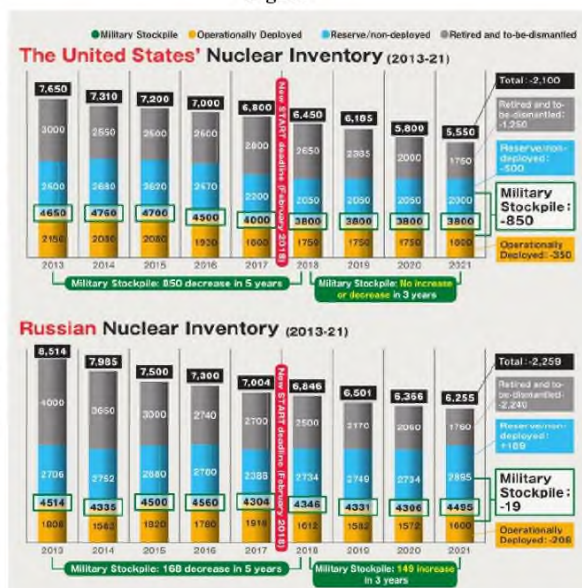 Military Stockpile Operationally Deployed Reserve/non-deployed Retired and to-be-dismantled
The United States' Nuclear Inventory (2013-21)
7,650 7,310 7,200 7,000 6,800 6,450 6,185 5,800 5,550
Total: -2,100
Retired and to-be-dismantled: -1,250
Reserve/non-deployed: -500
Military Stockpile: -850
Operationally Deployed: -350
3000 2550 2500 2500 2800 2650 2385 2000 1750
2680 2620 2200 2050 2050 2050 2000
4650 4760 4700 4500 4000 3800 3800 3800 3800
2150 2080 2080 1930 1800 1750 1750 1750 1800
New START deadline (February 2018)
2013 2014 2015 2016 2017 2018 2019 2020 2021
Military Stockpile: 850 decrease in 5 years
Military Stockpile: No increase or decrease in 3 years
Russian Nuclear Inventory (2013-21)
8,514 7,985 7,500 7,300 7,004 6,846 6,501 6,366 6,255
Total: -2,259
Retired and to-be-dismantled: -2,240
Reserve/non-deployed: +189
Military Stockpile: -19
Operationally Deployed: -208
4000 3650 3000 2740 2700 2500 2170 2060 1760
2706 2752 2680 2780 2388 2734 2749 2734 2895
4514 4335 4500 4560 4304 4346 4331 4306 4495
1808 1583 1820 1780 1916 1612 1582 1572 1600
New START deadline (February 2018)
2013 2014 2015 2016 2017 2018 2019 2020 2021
Military Stockpile: 168 decrease in 5 years
Military Stockpile: 149 increase in 3 years